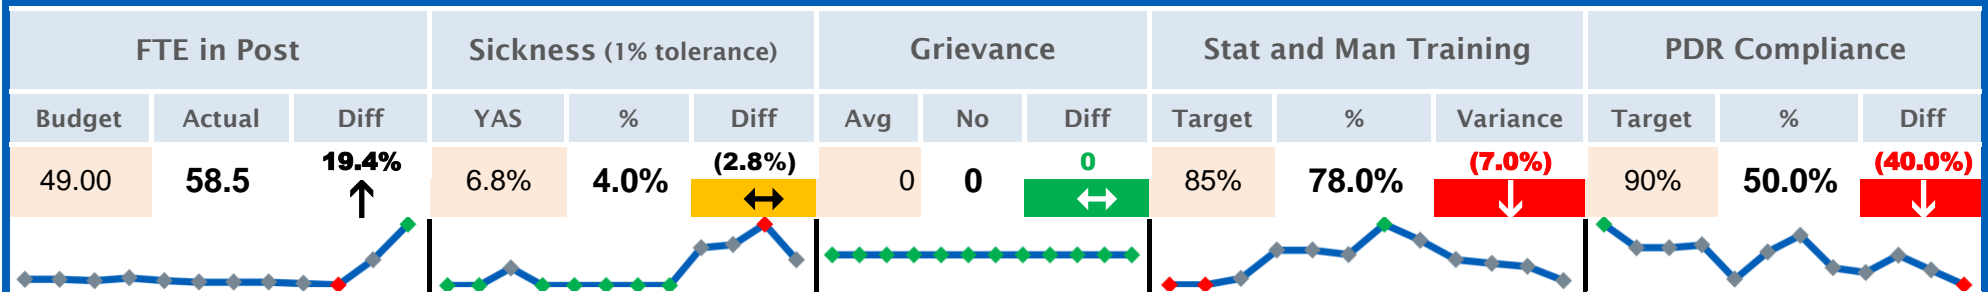 FTE in Post Sickness (1% tolerance) Grievance Stat and Man Training PDR Compliance
Budget Actual Diff YAS % Diff Avg No Diff Target % Variance Target % Diff
49.00 58.5 19.4% 6.8% 4.0% (2.8%) 0 0 0 85% 78.0% (7.0%) 90% 50.0% (40.0%)